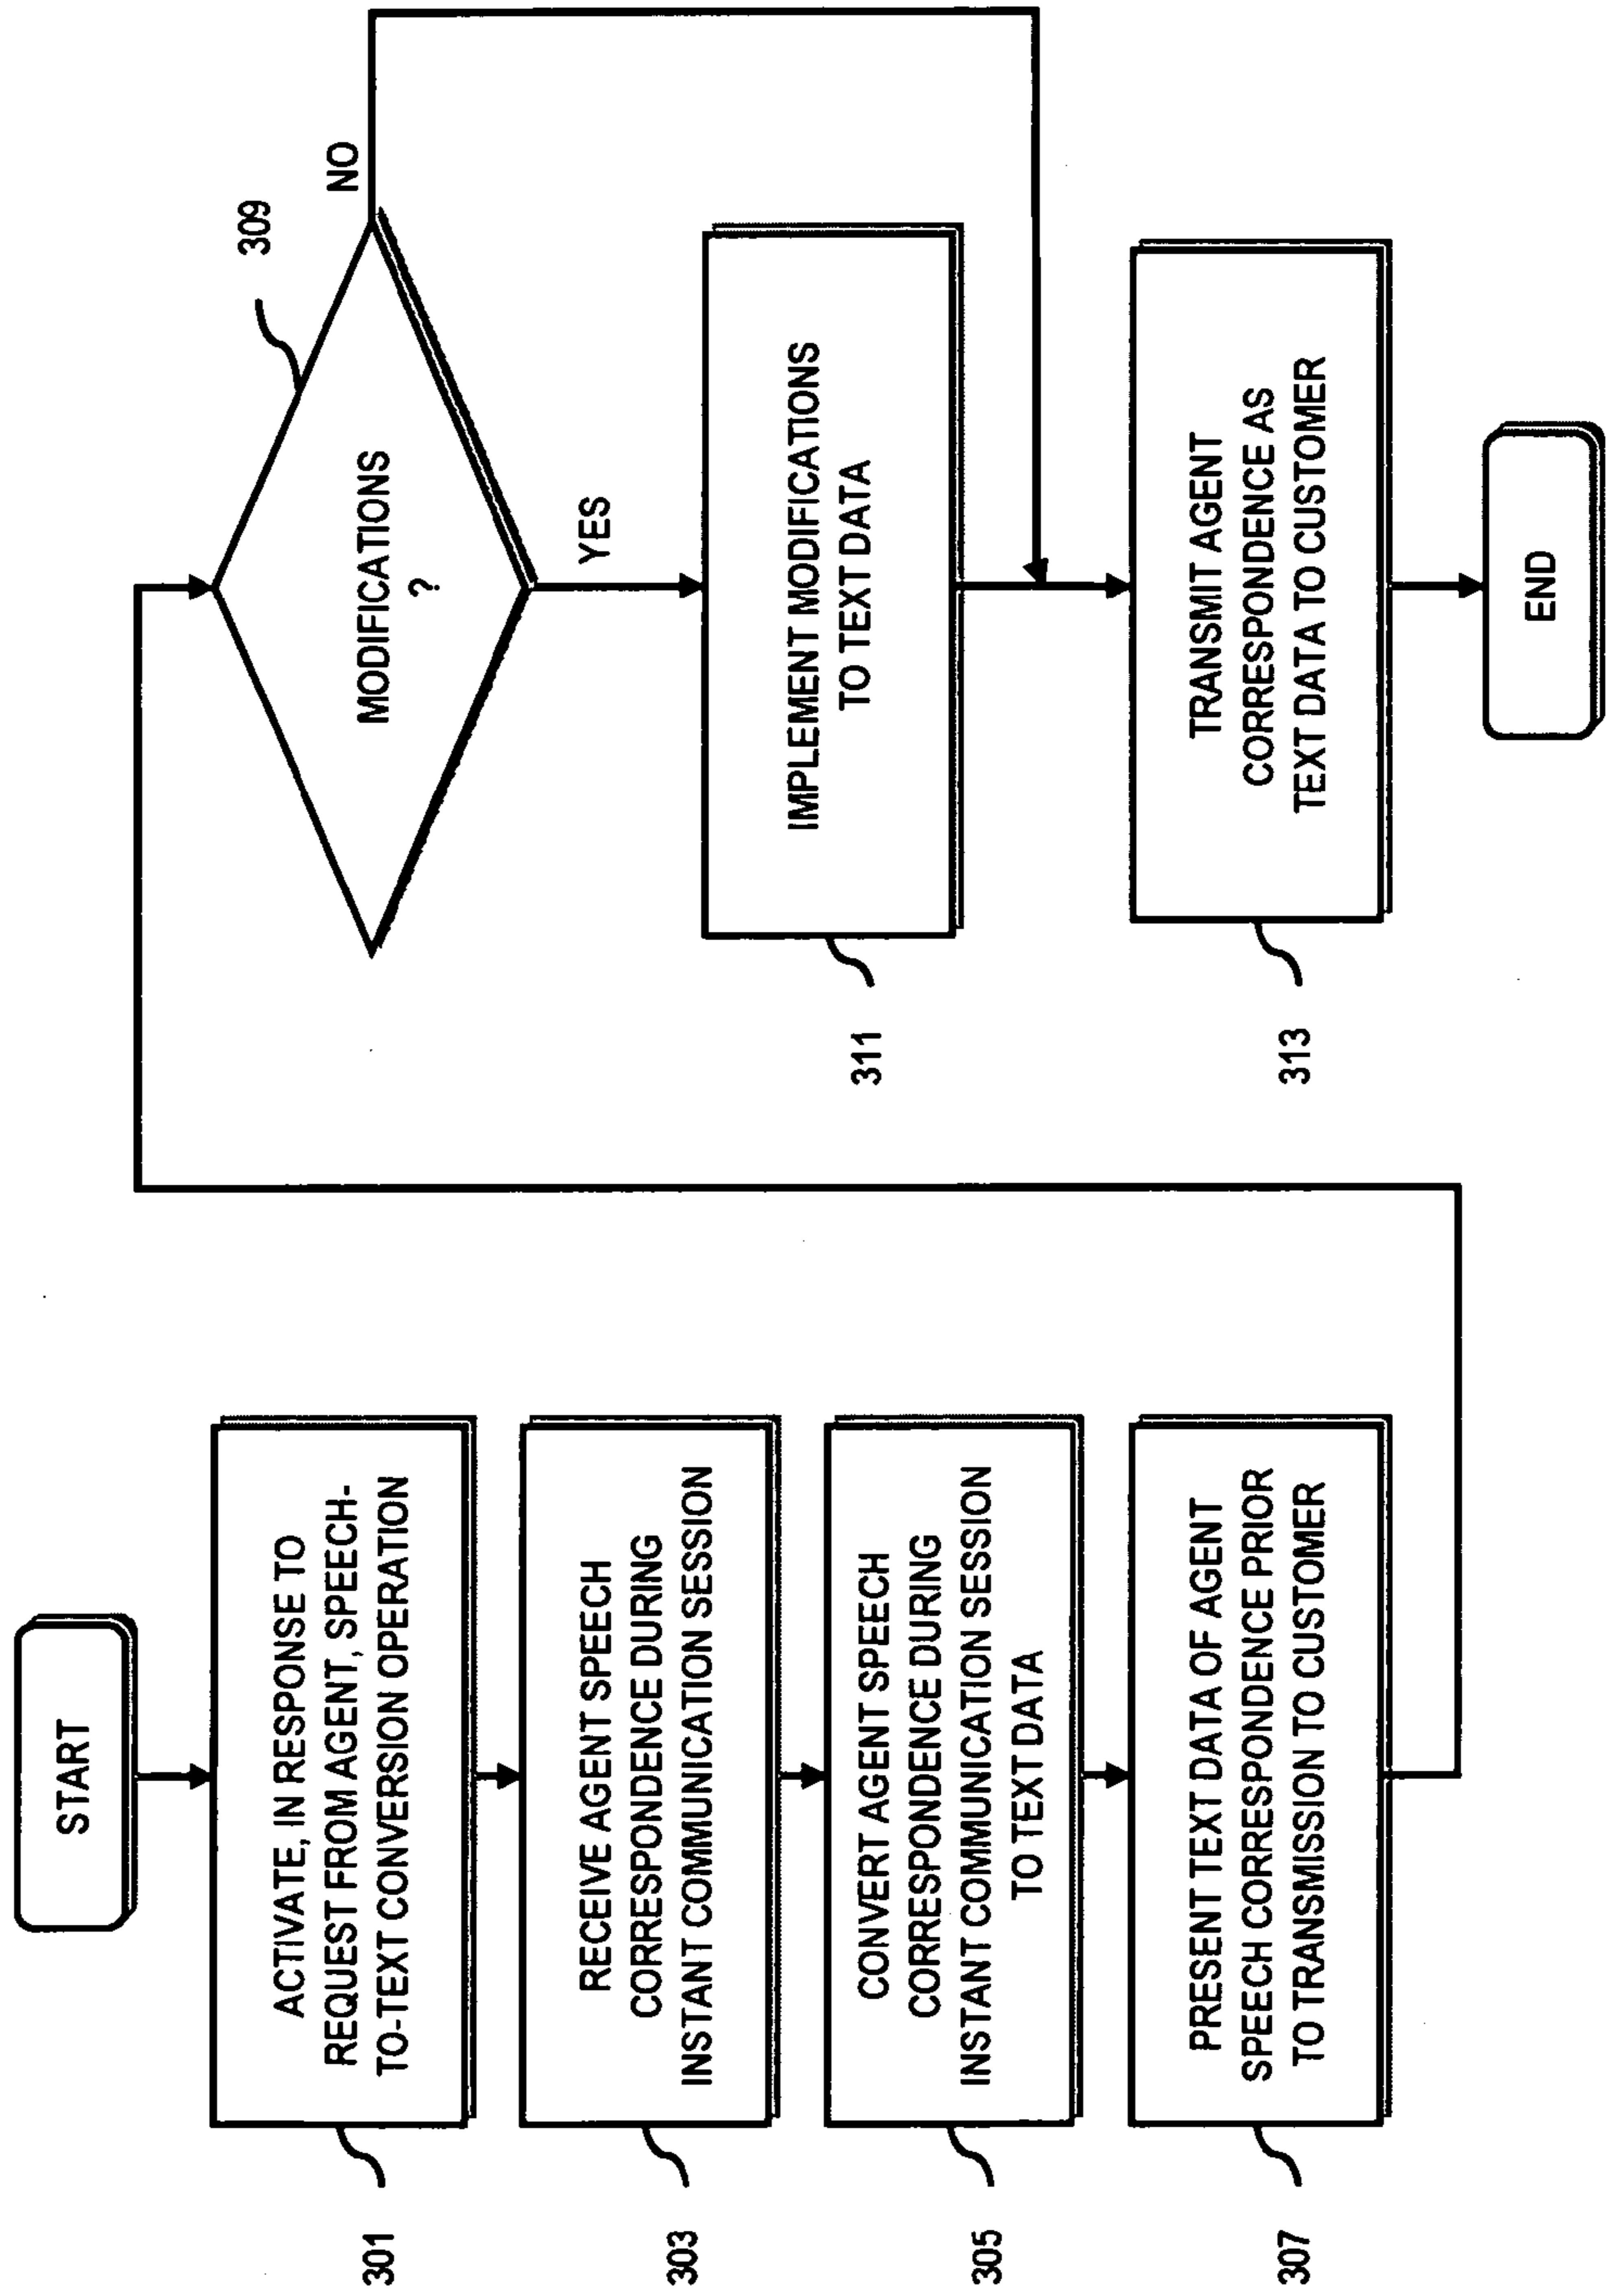 START
301
ACTIVATE, IN RESPONSE TO
REQUEST FROM AGENT, SPEECH-
TO-TEXT CONVERSION OPERATION
303
RECEIVE AGENT SPEECH
CORRESPONDENCE DURING
INSTANT COMMUNICATION SESSION
305
CONVERT AGENT SPEECH
CORRESPONDENCE DURING
INSTANT COMMUNICATION SESSION
TO TEXT DATA
307
PRESENT TEXT DATA OF AGENT
SPEECH CORRESPONDENCE PRIOR
TO TRANSMISSION TO CUSTOMER
309
MODIFICATIONS
?
NO
YES
311
IMPLEMENT MODIFICATIONS
TO TEXT DATA
313
TRANSMIT AGENT
CORRESPONDENCE AS
TEXT DATA TO CUSTOMER
END